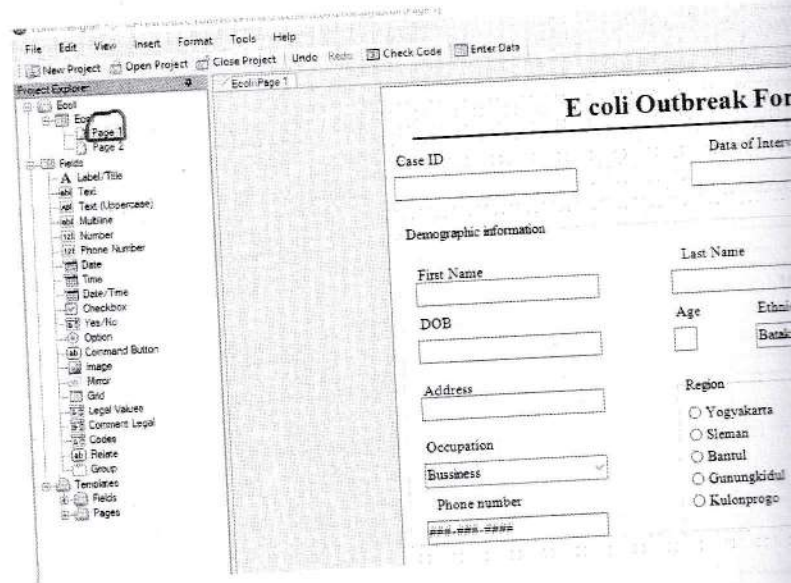 File Edit View Insert Format Tools Help
New Project Open Project Close Project Undo Redo Check Code Enter Data
Project Explorer
Ecoli
Eco
Page 1
Page 2
Fields
Label/Title
Text
Text (Uppercase)
Multiline
Number
Phone Number
Date
Time
Date/Time
Checkbox
Yes/No
Option
Command Button
Image
Mirror
Grid
Legal Values
Comment Legal
Codes
Relate
Group
Templates
Fields
Pages
Ecoli\Page 1
E coli Outbreak For
Case ID
Data of Interv
Demographic information
First Name
Last Name
DOB
Age
Ethnic
Batak
Address
Region
Yogyakarta
Sleman
Bantul
Gunungkidul
Kulonprogo
Occupation
Bussiness
Phone number
###-###-####